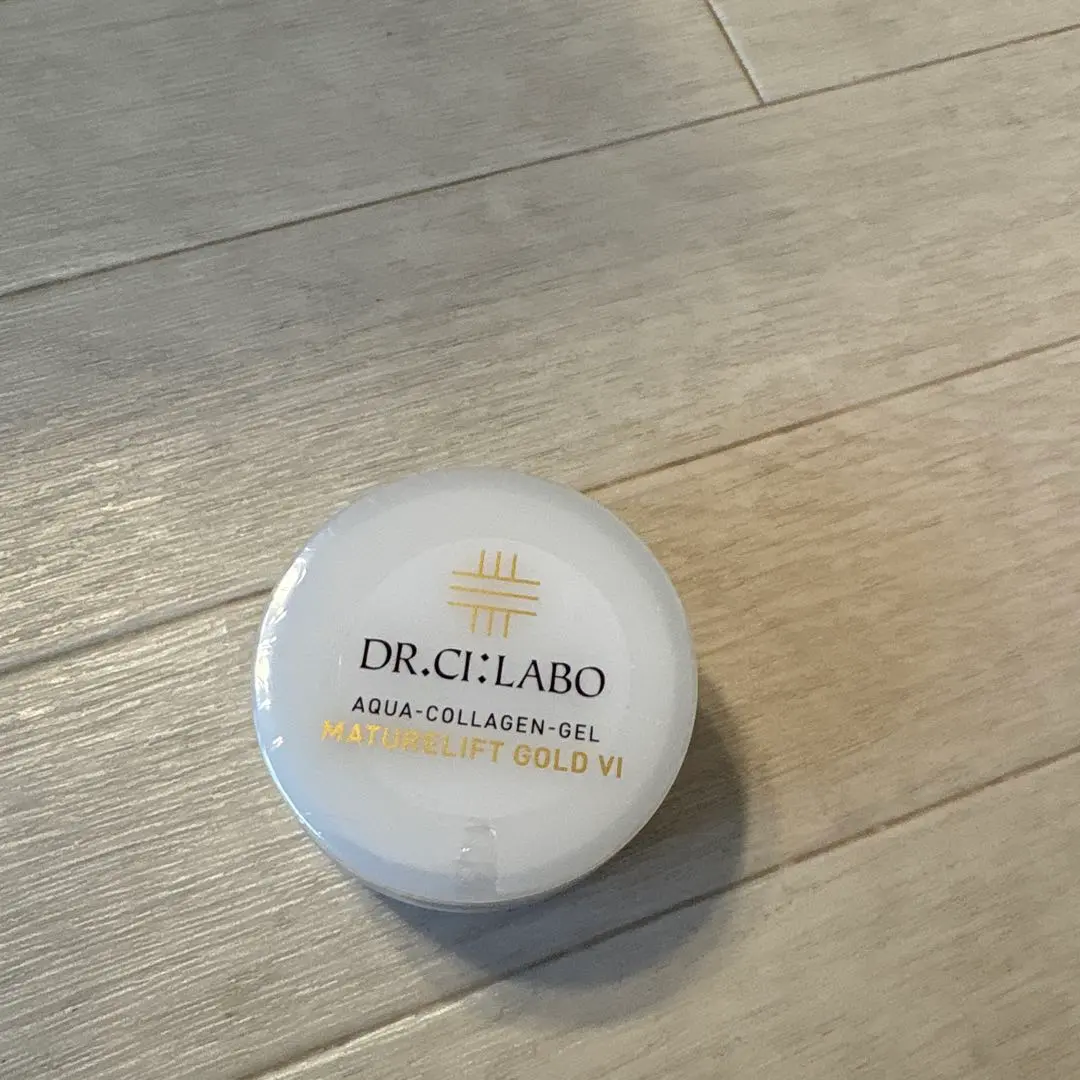 DR.CI:LABO
AQUA-COLLAGEN-GEL
MATURELIFT GOLD VI